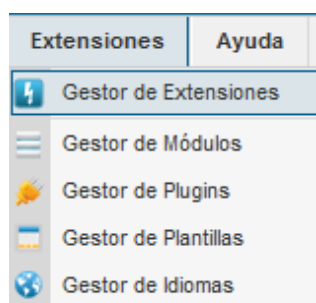 Extensiones Ayuda
Gestor de Extensiones
Gestor de Módulos
Gestor de Plugins
Gestor de Plantillas
Gestor de Idiomas